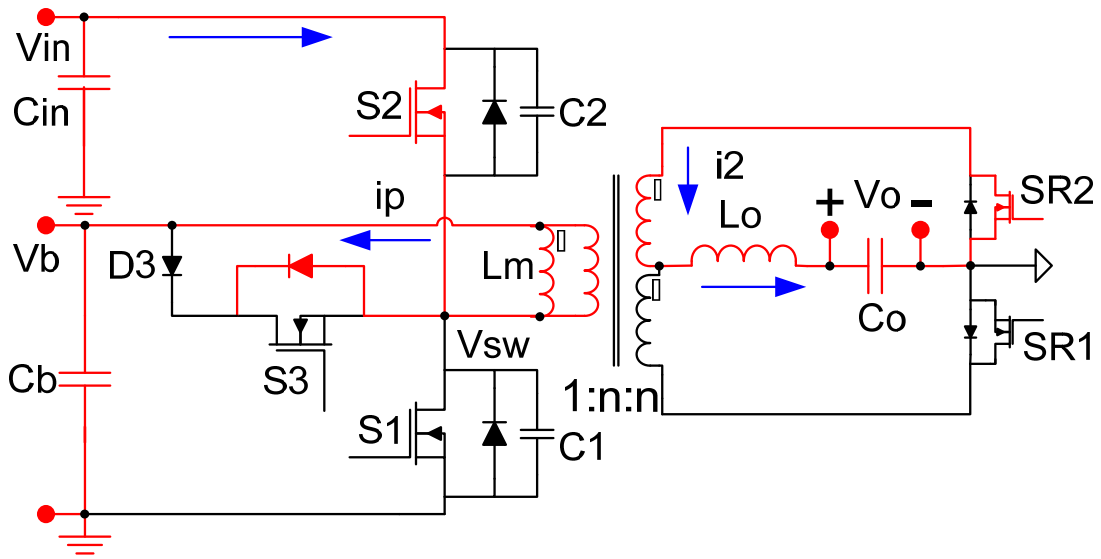 Vin
Cin
S2
C2
ip
i2
+
Vo
-
SR2
Lo
Vb
D3
Lm
Vsw
Co
SR1
Cb
S3
1:n:n
S1
C1